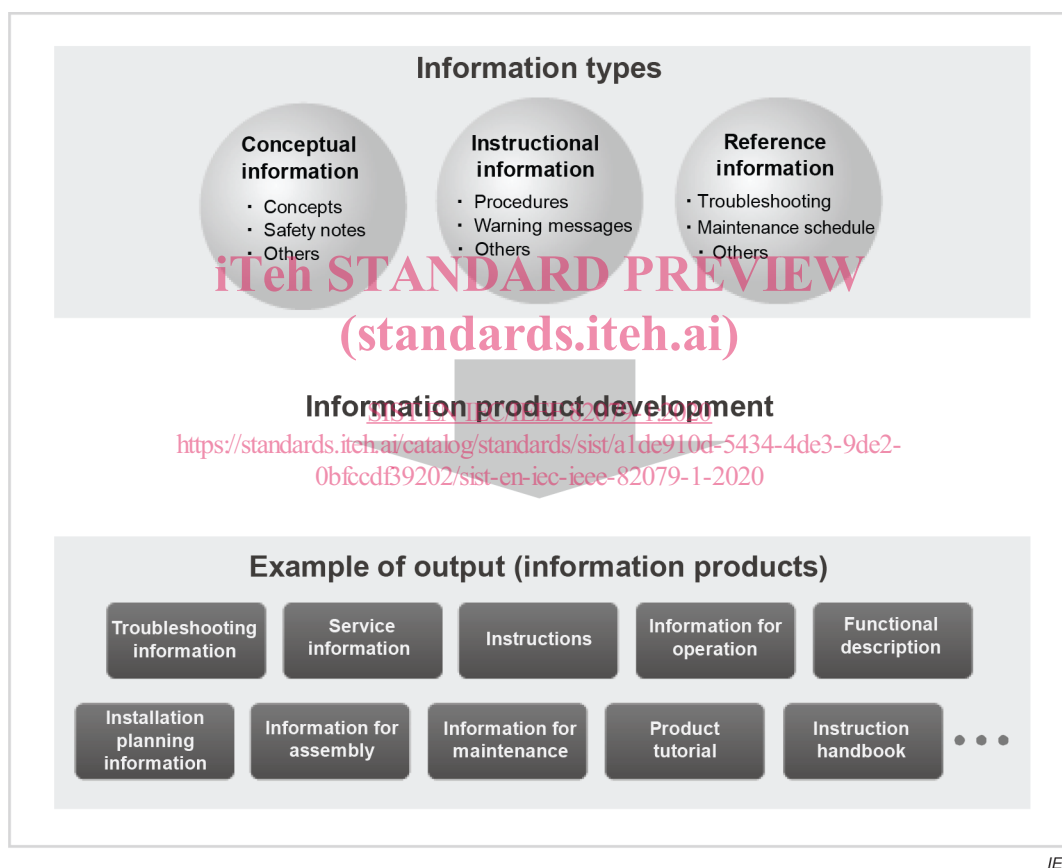 Information types
Conceptual
information
· Concepts
· Safety notes
· Others
Instructional
information
· Procedures
· Warning messages
· Others
Reference
information
· Troubleshooting
· Maintenance schedule
· Others
iTeh STANDARD PREVIEW
(standards.iteh.ai)
Information product development
SIST EN IEC/IEEE 82079-1:2020
https://standards.iteh.ai/catalog/standards/sist/a1de910d-5434-4de3-9de2-
0bfccdf39202/sist-en-iec-ieee-82079-1-2020
Example of output (information products)
Troubleshooting
information
Service
information
Instructions
Information for
operation
Functional
description
Installation
planning
information
Information for
assembly
Information for
maintenance
Product
tutorial
Instruction
handbook
• • •